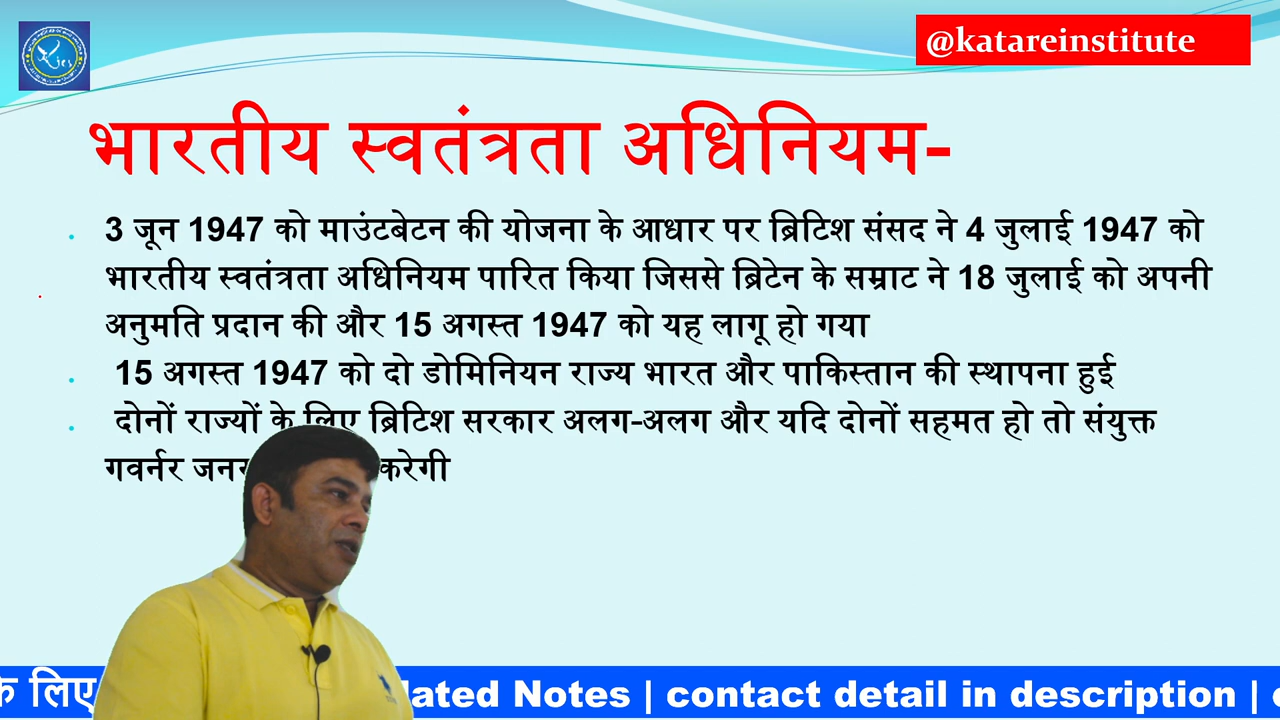 @katareinstitute
भारतीय स्वतंत्रता अधिनियम-
3 जून 1947 को माउंटबेटन की योजना के आधार पर ब्रिटिश संसद ने 4 जुलाई 1947 को
भारतीय स्वतंत्रता अधिनियम पारित किया जिससे ब्रिटेन के सम्राट ने 18 जुलाई को अपनी
अनुमति प्रदान की और 15 अगस्त 1947 को यह लागू हो गया
15 अगस्त 1947 को दो डोमिनियन राज्य भारत और पाकिस्तान की स्थापना हुई
दोनों राज्यों के लिए ब्रिटिश सरकार अलग-अलग और यदि दोनों सहमत हो तो संयुक्त
गवर्नर करेगी
लिए lated Notes | contact detail in description |